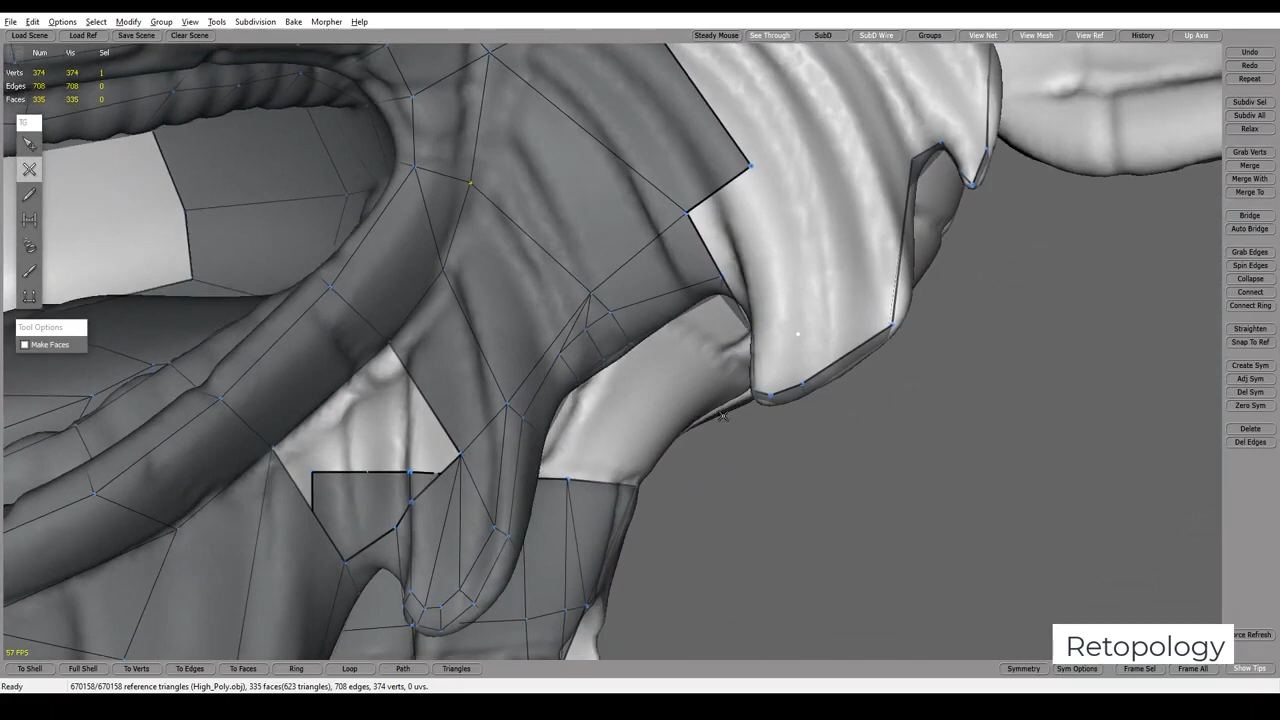 File Edit Options Select Modify Group View Tools Subdivision Bake Morpher Help
Load Scene Load Ref Save Scene Clear Scene Steady Mouse See Through SubD SubD Wire Groups View Net View Mesh View Ref History Up Axis
Num Vis Sel
Verts 374 374 1
Edges 708 708 0
Faces 335 335 0
TG
Tool Options
Make Faces
Undo
Redo
Repeat
Subdiv Sel
Subdiv All
Relax
Grab Verts
Merge
Merge With
Merge To
Bridge
Auto Bridge
Grab Edges
Spin Edges
Collapse
Connect
Connect Ring
Straighten
Snap To Ref
Create Sym
Adj Sym
Del Sym
Zero Sym
Delete
Del Edges
orce Refresh
Retopology
57 FPS
To Shell Full Shell To Verts To Edges To Faces Ring Loop Path Triangles Symmetry Sym Options Frame Sel Frame All Show Tips
Ready 670158/670158 reference triangles (High_Poly.obj), 335 faces(623 triangles), 708 edges, 374 verts, 0 uvs.